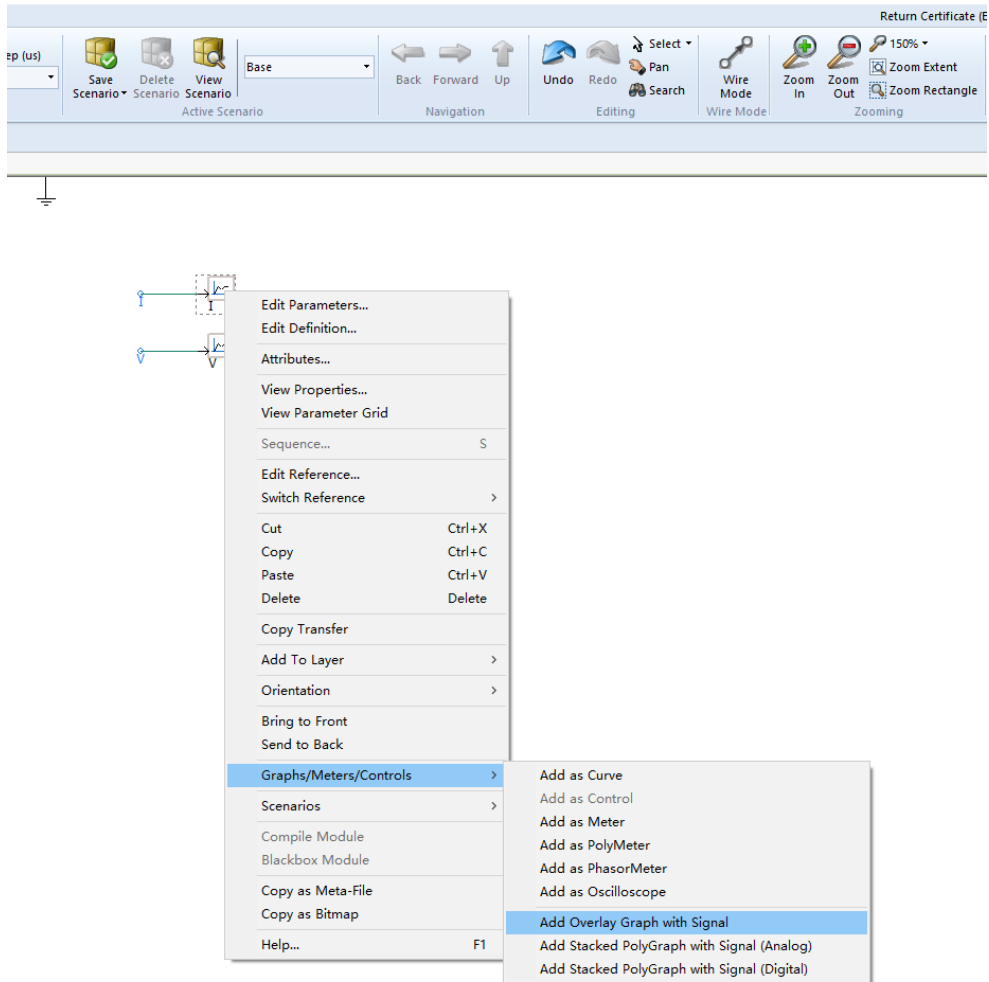 Return Certificate (E
ep (us)
Save Scenario
Delete Scenario
View Scenario
Base
Active Scenario
Back Forward Up
Navigation
Undo Redo
Select
Pan
Search
Editing
Wire Mode
Wire Mode
Zoom In
Zoom Out
150%
Zoom Extent
Zoom Rectangle
Zooming
I
I
V
V
Edit Parameters...
Edit Definition...
Attributes...
View Properties...
View Parameter Grid
Sequence... S
Edit Reference...
Switch Reference >
Cut Ctrl+X
Copy Ctrl+C
Paste Ctrl+V
Delete Delete
Copy Transfer
Add To Layer >
Orientation >
Bring to Front
Send to Back
Graphs/Meters/Controls >
Scenarios >
Compile Module
Blackbox Module
Copy as Meta-File
Copy as Bitmap
Help... F1
Add as Curve
Add as Control
Add as Meter
Add as PolyMeter
Add as PhasorMeter
Add as Oscilloscope
Add Overlay Graph with Signal
Add Stacked PolyGraph with Signal (Analog)
Add Stacked PolyGraph with Signal (Digital)